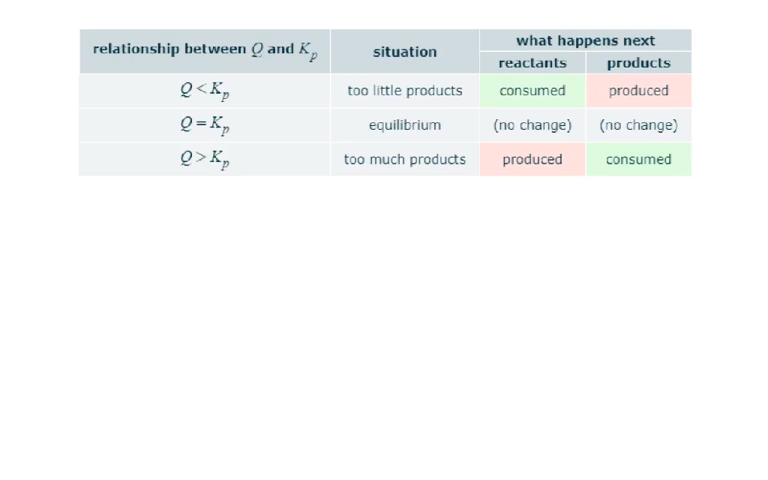 relationship between Q and Kp situation what happens next
reactants products
Q < Kp too little products consumed produced
Q = Kp equilibrium (no change) (no change)
Q > Kp too much products produced consumed